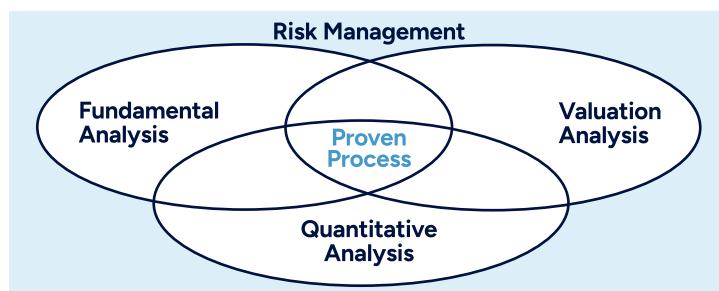 Risk Management
Fundamental
Analysis
Valuation
Analysis
Proven
Process
Quantitative
Analysis